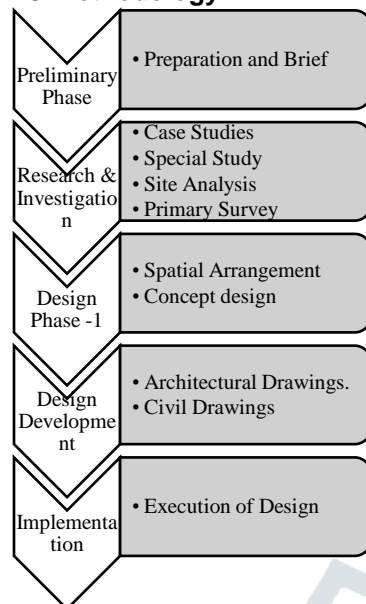 Preliminary
Phase
• Preparation and Brief
Research &
Investigatio
n
• Case Studies
• Special Study
• Site Analysis
• Primary Survey
Design
Phase -1
• Spatial Arrangement
• Concept design
Design
Developme
nt
• Architectural Drawings.
• Civil Drawings
Implementa
tion
• Execution of Design